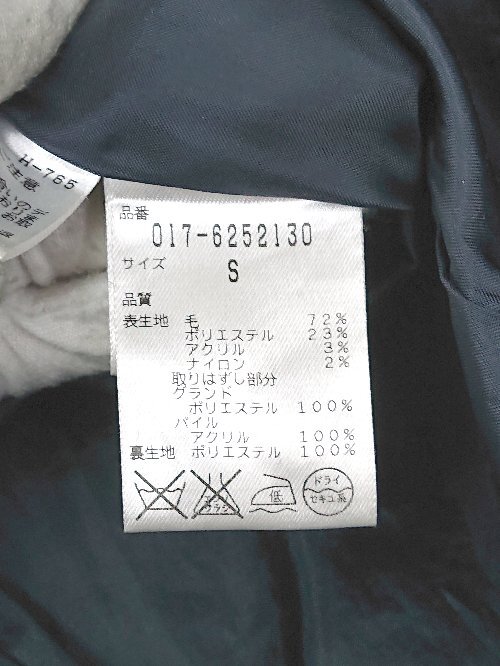 H-765
品番
017-6252130
サイズ
S
品質
表生地 毛 72%
ポリエステル 23%
アクリル 3%
ナイロン 2%
取りはずし部分
グランド
ポリエステル 100%
パイル
アクリル 100%
裏生地 ポリエステル 100%
低
ドライ
セキユ系